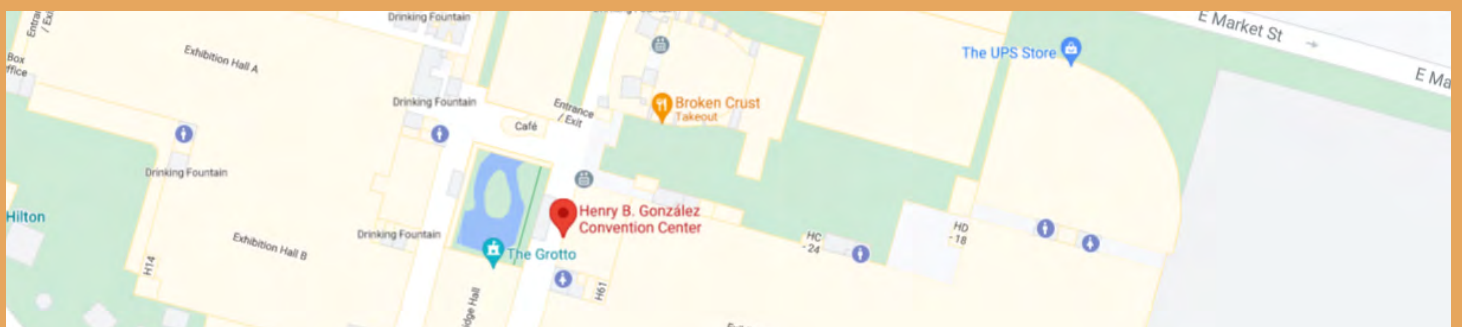 Drinking Fountain
E Market St
Entrance
/ Exit
Exhibition Hall A
The UPS Store
Box
Office
E Ma
Drinking Fountain
Broken Crust
Takeout
Entrance
/ Exit
Café
Drinking Fountain
Hilton
Henry B. González
Convention Center
Drinking Fountain
HC
- 24
HD
- 18
Exhibition Hall B
The Grotto
H14
H61
idge Hall